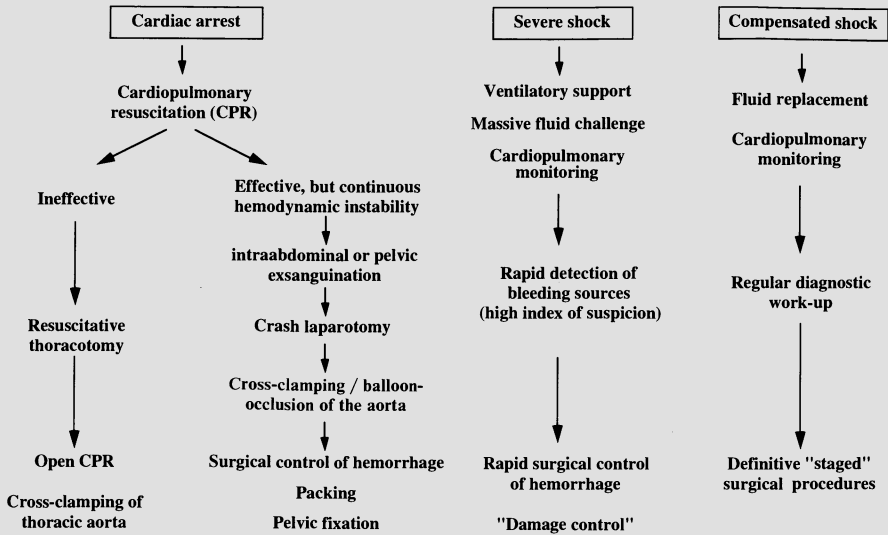 Cardiac arrest
Cardiopulmonary
resuscitation (CPR)
Ineffective
Resuscitative
thoracotomy
Open CPR
Cross-clamping of
thoracic aorta
Effective, but continuous
hemodynamic instability
intraabdominal or pelvic
exsanguination
Crash laparotomy
Cross-clamping / balloon-
occlusion of the aorta
Surgical control of hemorrhage
Packing
Pelvic fixation
Severe shock
Ventilatory support
Massive fluid challenge
Cardiopulmonary
monitoring
Rapid detection of
bleeding sources
(high index of suspicion)
Rapid surgical control
of hemorrhage
"Damage control"
Compensated shock
Fluid replacement
Cardiopulmonary
monitoring
Regular diagnostic
work-up
Definitive "staged"
surgical procedures